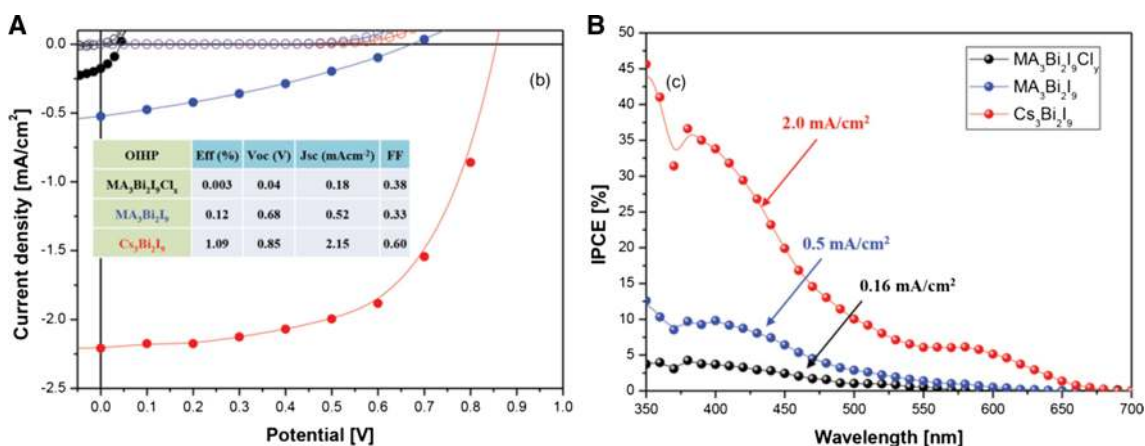 A
(b)
0.0
-0.5
-1.0
-1.5
-2.0
-2.5
Current density [mA/cm²]
OIHP Eff (%) Voc (V) Jsc (mAcm⁻²) FF
MA₃Bi₂I₉Clₓ 0.003 0.04 0.18 0.38
MA₃Bi₂I₉ 0.12 0.68 0.52 0.33
Cs₃Bi₂I₉ 1.09 0.85 2.15 0.60
0.0 0.1 0.2 0.3 0.4 0.5 0.6 0.7 0.8 0.9 1.0
Potential [V]
B
(c)
MA₃Bi₂I₉Clᵧ
MA₃Bi₂I₉
Cs₃Bi₂I₉
2.0 mA/cm²
0.5 mA/cm²
0.16 mA/cm²
50
45
40
35
30
25
20
15
10
5
0
IPCE [%]
350 400 450 500 550 600 650 700
Wavelength [nm]